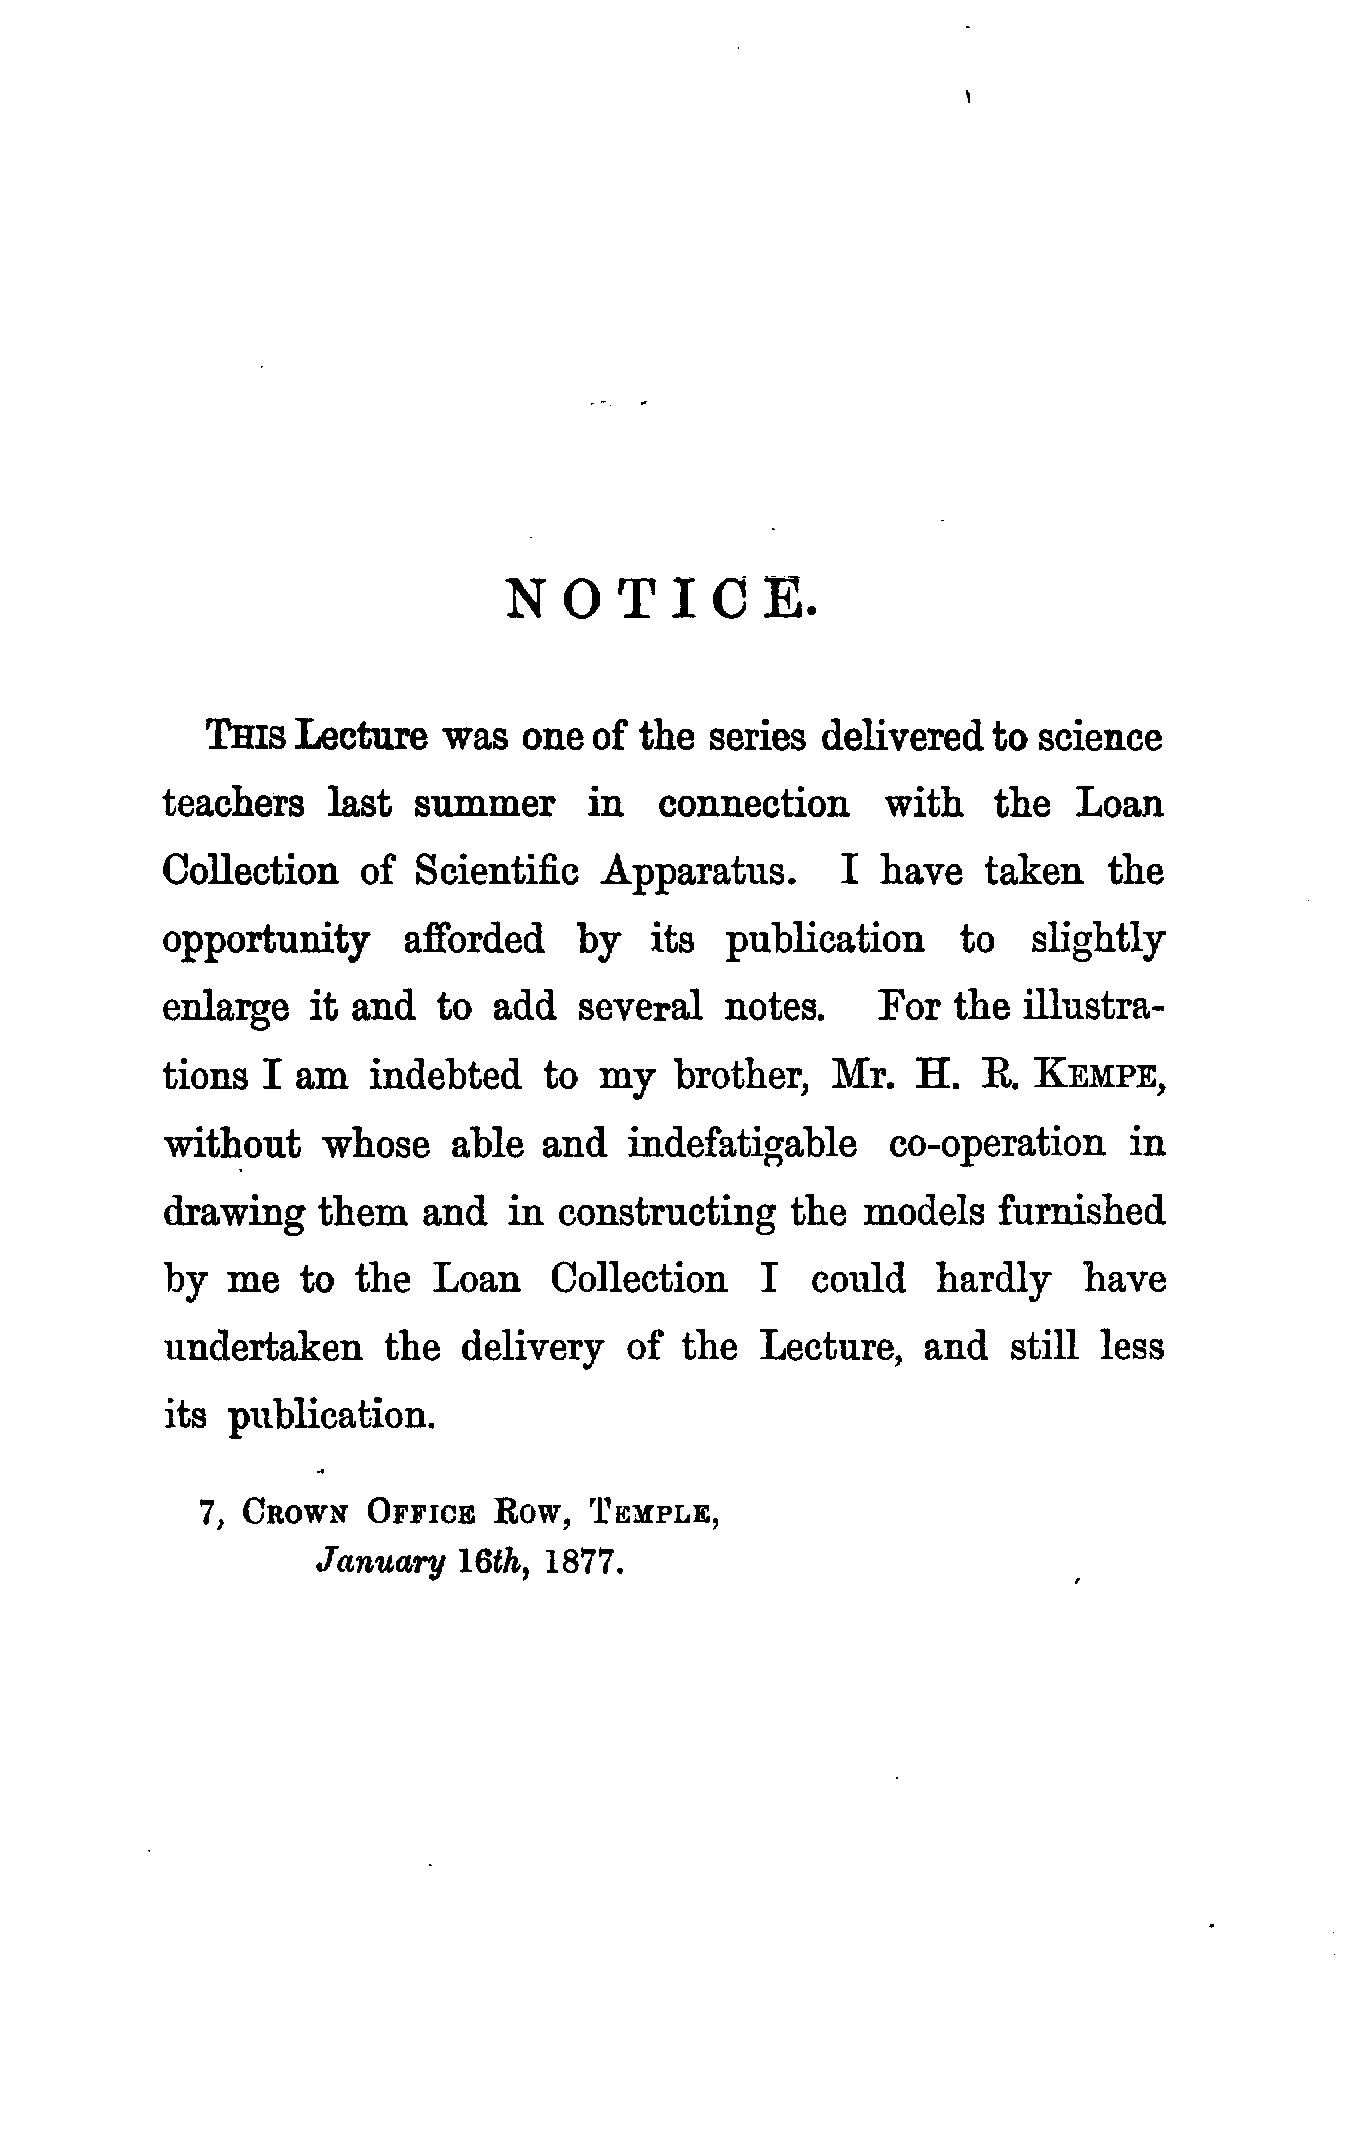 NOTICE.
THIS Lecture was one of the series delivered to science
teachers last summer in connection with the Loan
Collection of Scientific Apparatus. I have taken the
opportunity afforded by its publication to slightly
enlarge it and to add several notes. For the illustra-
tions I am indebted to my brother, Mr. H. R. KEMPE,
without whose able and indefatigable co-operation in
drawing them and in constructing the models furnished
by me to the Loan Collection I could hardly have
undertaken the delivery of the Lecture, and still less
its publication.
7, CROWN OFFICE ROW, TEMPLE,
January 16th, 1877.